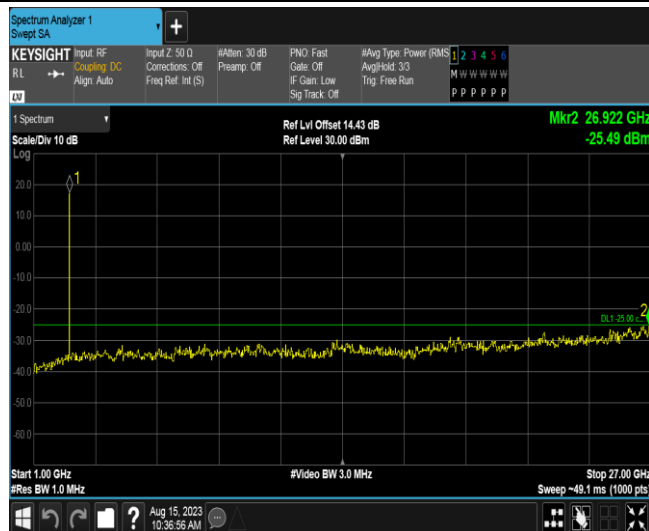 Spectrum Analyzer 1
Swept SA
+
KEYSIGHT
RL
Input: RF
Coupling: DC
Align: Auto
Input Z: 50 Ω
Corrections: Off
Freq Ref: Int (S)
#Atten: 30 dB
Preamp: Off
PNO: Fast
Gate: Off
IF Gain: Low
Sig Track: Off
#Avg Type: Power (RMS
Avg|Hold: 3/3
Trig: Free Run
1 2 3 4 5 6
M W W W W W
P P P P P P
LXI
1 Spectrum
Scale/Div 10 dB
Log
Ref Lvl Offset 14.43 dB
Ref Level 30.00 dBm
Mkr2 26.922 GHz
-25.49 dBm
1
20.0
10.0
0.00
-10.0
-20.0
2
DL1 -25.00 c...
-30.0
-40.0
-50.0
-60.0
Start 1.00 GHz
#Res BW 1.0 MHz
#Video BW 3.0 MHz
Stop 27.00 GHz
Sweep ~49.1 ms (1000 pts)
?
Aug 15, 2023
10:36:56 AM